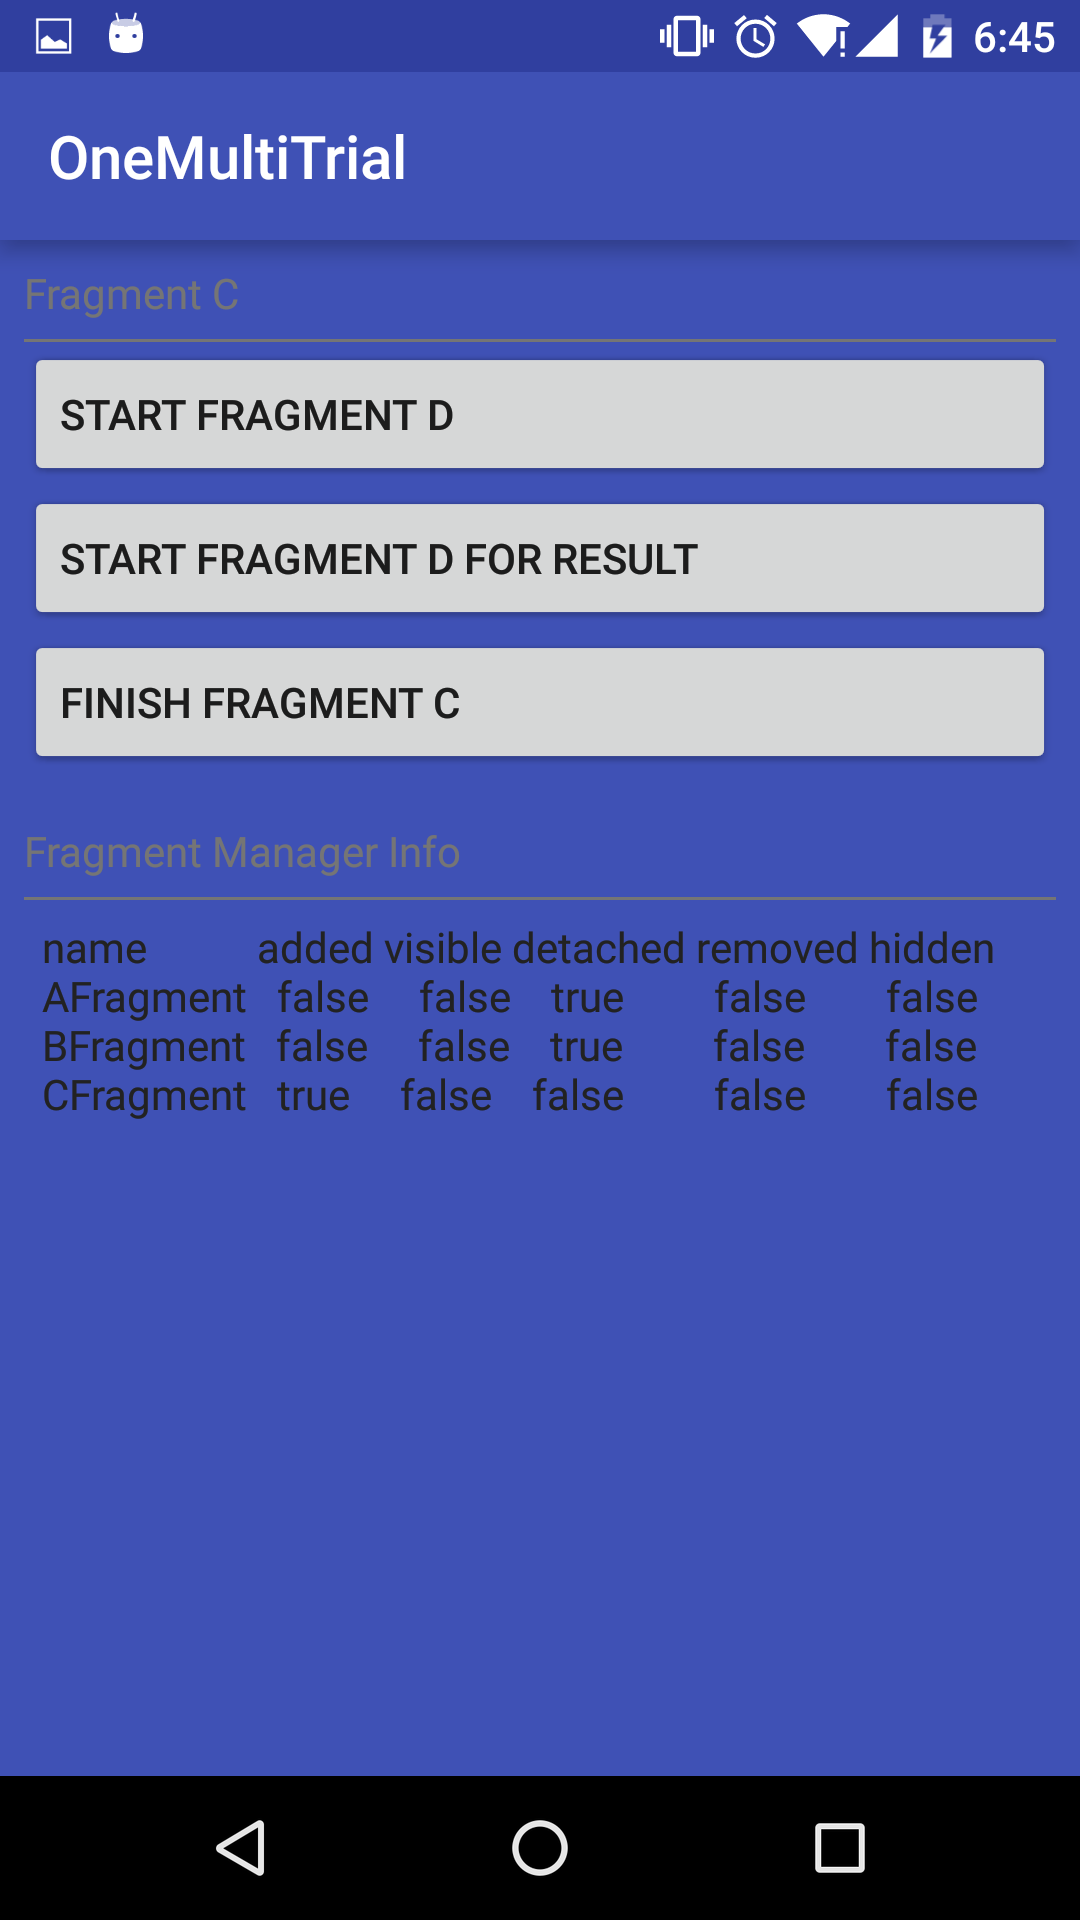 6:45
OneMultiTrial
Fragment C
START FRAGMENT D
START FRAGMENT D FOR RESULT
FINISH FRAGMENT C
Fragment Manager Info
name added visible detached removed hidden
AFragment false false true false false
BFragment false false true false false
CFragment true false false false false